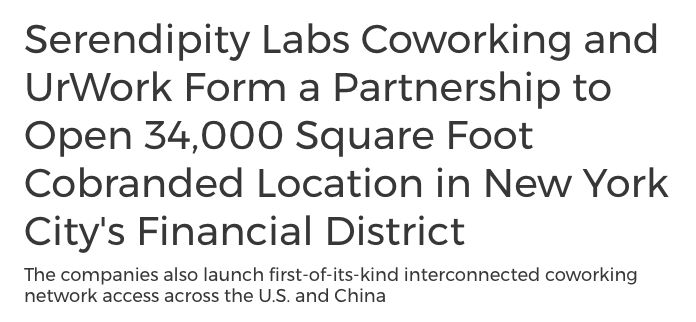 Serendipity Labs Coworking and
UrWork Form a Partnership to
Open 34,000 Square Foot
Cobranded Location in New York
City's Financial District
The companies also launch first-of-its-kind interconnected coworking
network access across the U.S. and China